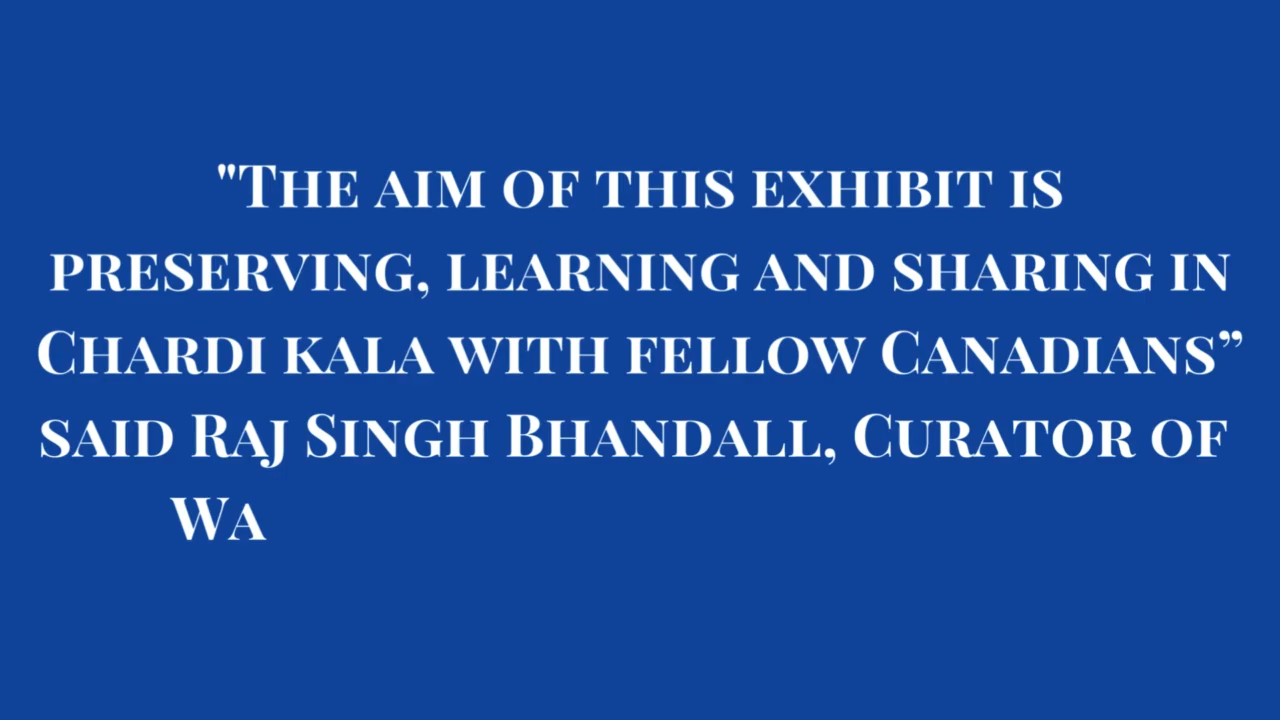 "The aim of this exhibit is
preserving, learning and sharing in
Chardi kala with fellow Canadians”
said Raj Singh Bhandall, Curator of
Wa